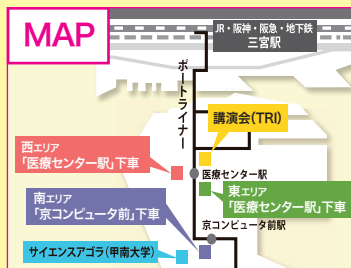 MAP
JR・阪神・阪急・地下鉄
三宮駅
ポートライナー
講演会(TRI)
西エリア
「医療センター駅」下車
医療センター駅
東エリア
「医療センター駅」下車
南エリア
「京コンピュータ前」下車
京コンピュータ前駅
サイエンスアゴラ(甲南大学)